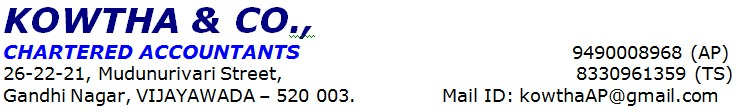 KOWTHA & CO.,
CHARTERED ACCOUNTANTS 9490008968 (AP)
26-22-21, Mudunurivari Street, 8330961359 (TS)
Gandhi Nagar, VIJAYAWADA – 520 003. Mail ID: kowthaAP@gmail.com